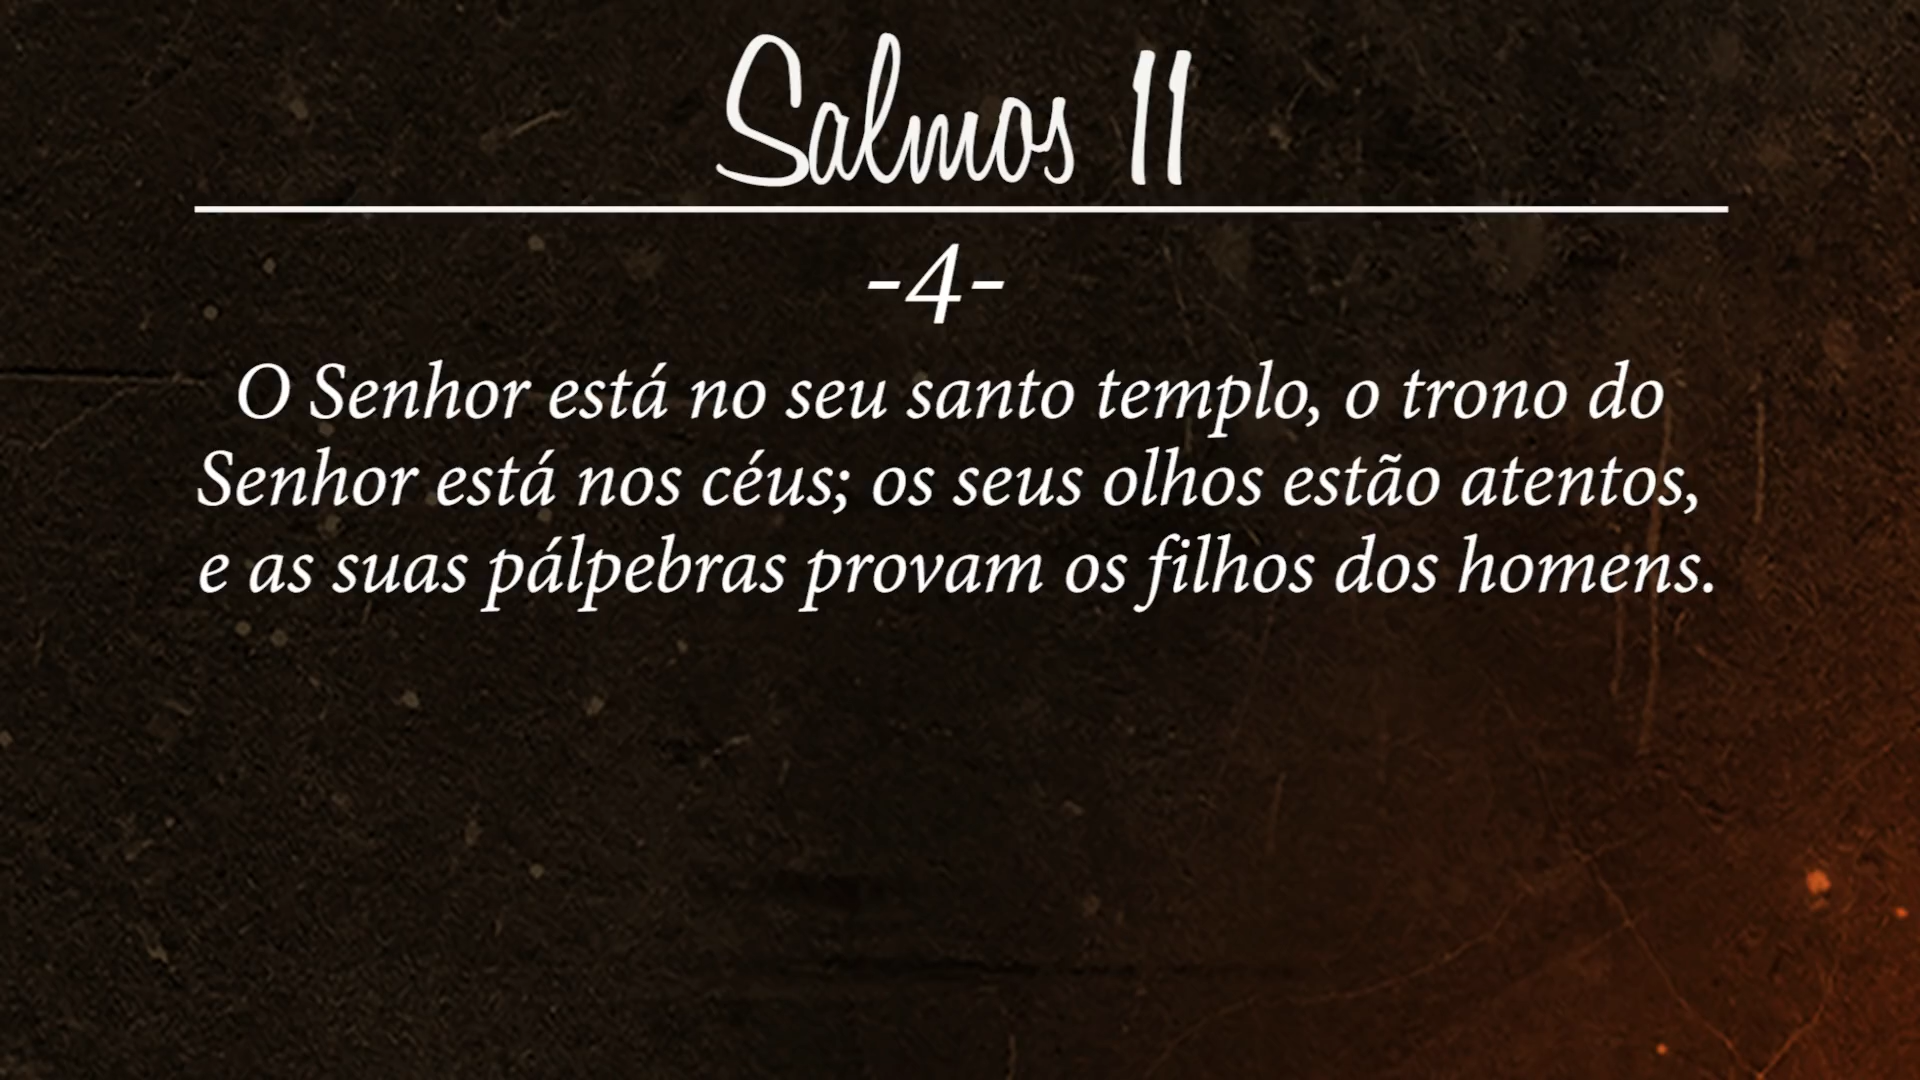 Salmos 11
-4-
O Senhor está no seu santo templo, o trono do
Senhor está nos céus; os seus olhos estão atentos,
e as suas pálpebras provam os filhos dos homens.